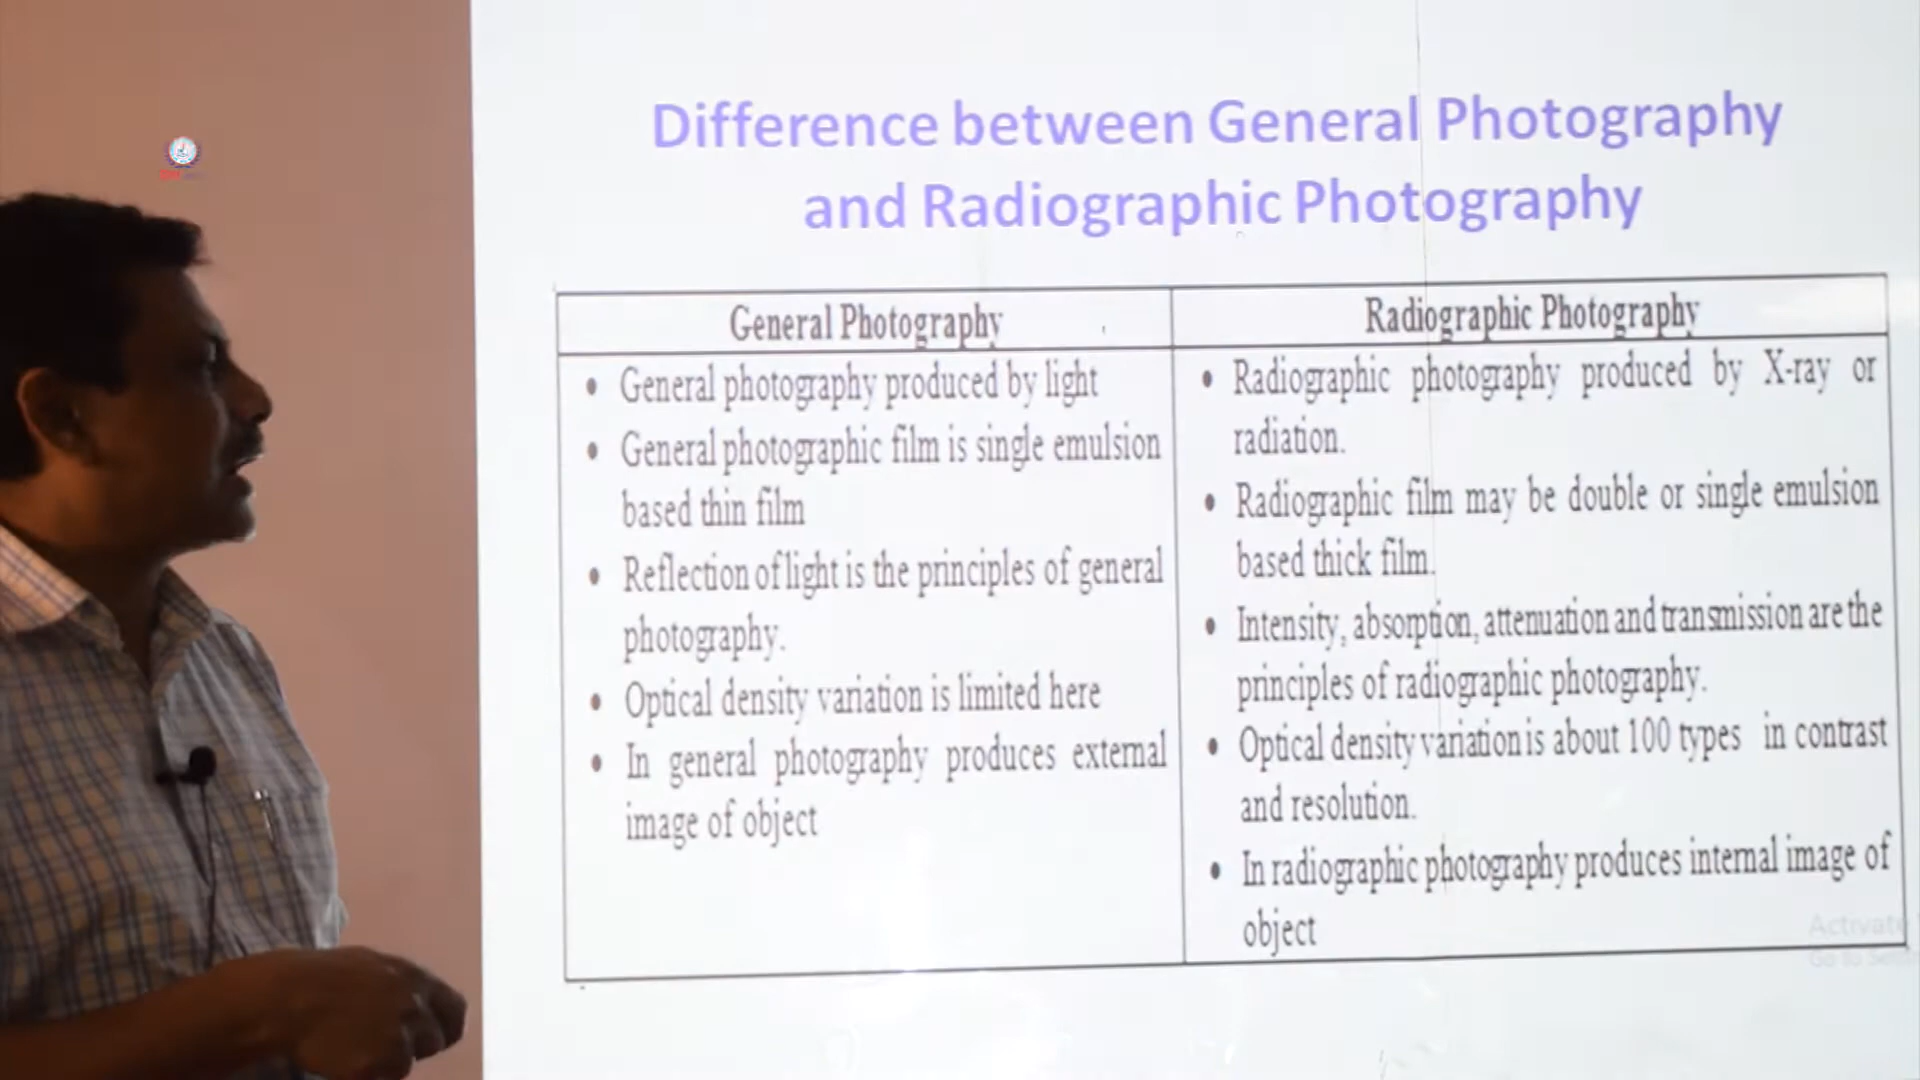 Difference between General Photography
and Radiographic Photography
General Photography
• General photography produced by light
• General photographic film is single emulsion
based thin film
• Reflection of light is the principles of general
photography.
• Optical density variation is limited here
• In general photography produces external
image of object
Radiographic Photography
• Radiographic photography produced by X-ray or
radiation.
• Radiographic film may be double or single emulsion
based thick film.
• Intensity, absorption, attenuation and transmission are the
principles of radiographic photography.
• Optical density variation is about 100 types in contrast
and resolution.
• In radiographic photography produces internal image of
object
Activate
Go to